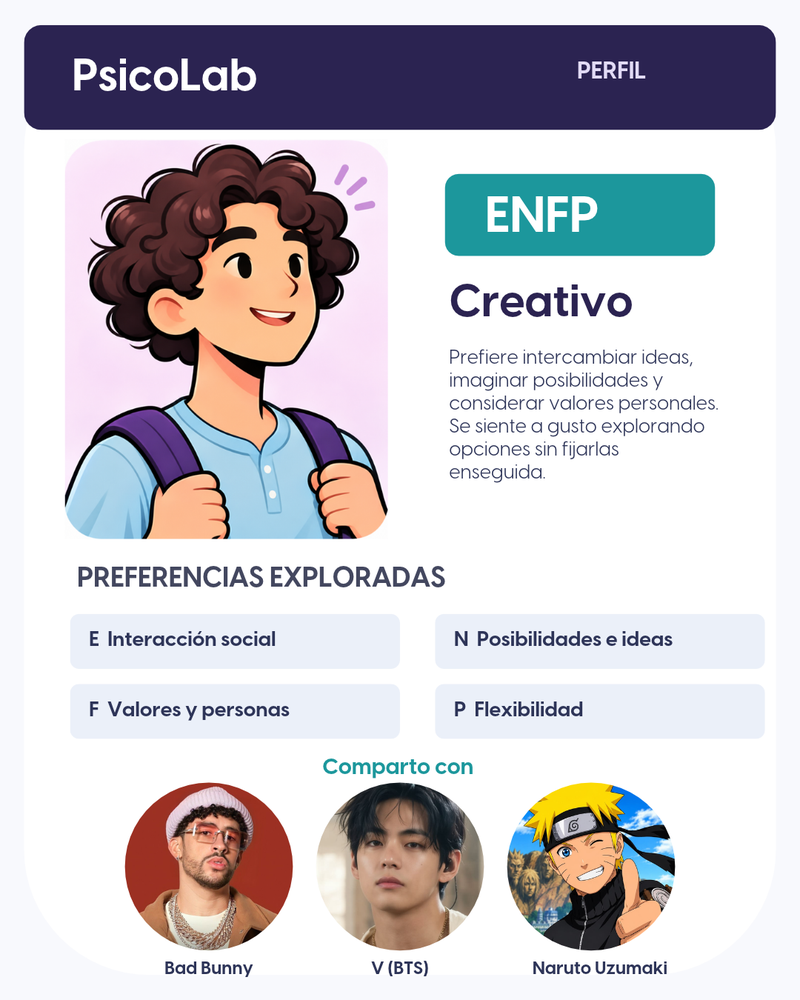 PsicoLab
PERFIL
ENFP
Creativo
Prefiere intercambiar ideas,
imaginar posibilidades y
considerar valores personales.
Se siente a gusto explorando
opciones sin fijarlas
enseguida.
PREFERENCIAS EXPLORADAS
E Interacción social
N Posibilidades e ideas
F Valores y personas
P Flexibilidad
Comparto con
Bad Bunny
V (BTS)
Naruto Uzumaki